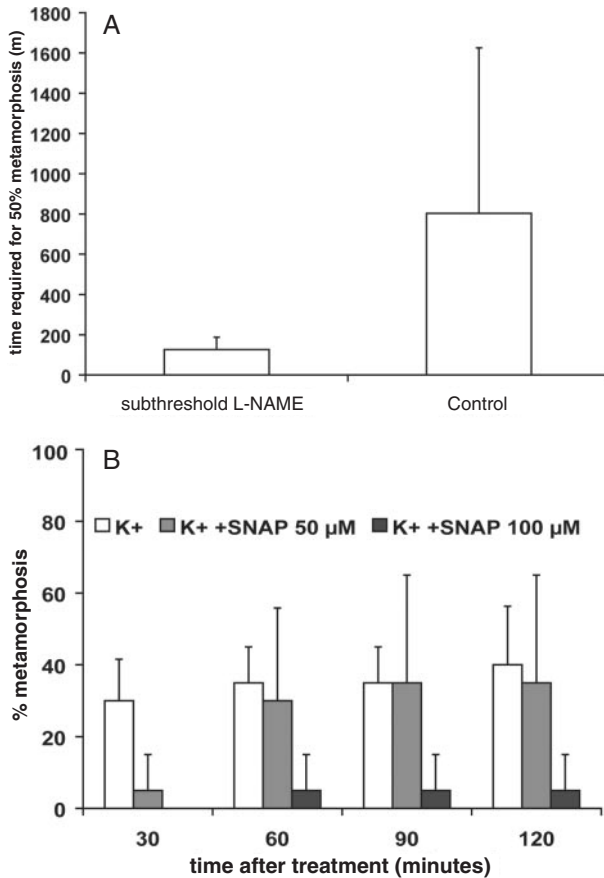 A
time required for 50% metamorphosis (m)
1800
1600
1400
1200
1000
800
600
400
200
0
subthreshold L-NAME Control
B
% metamorphosis
100
80
60
40
20
0
K+ K+ +SNAP 50 µM K+ +SNAP 100 µM
30 60 90 120
time after treatment (minutes)